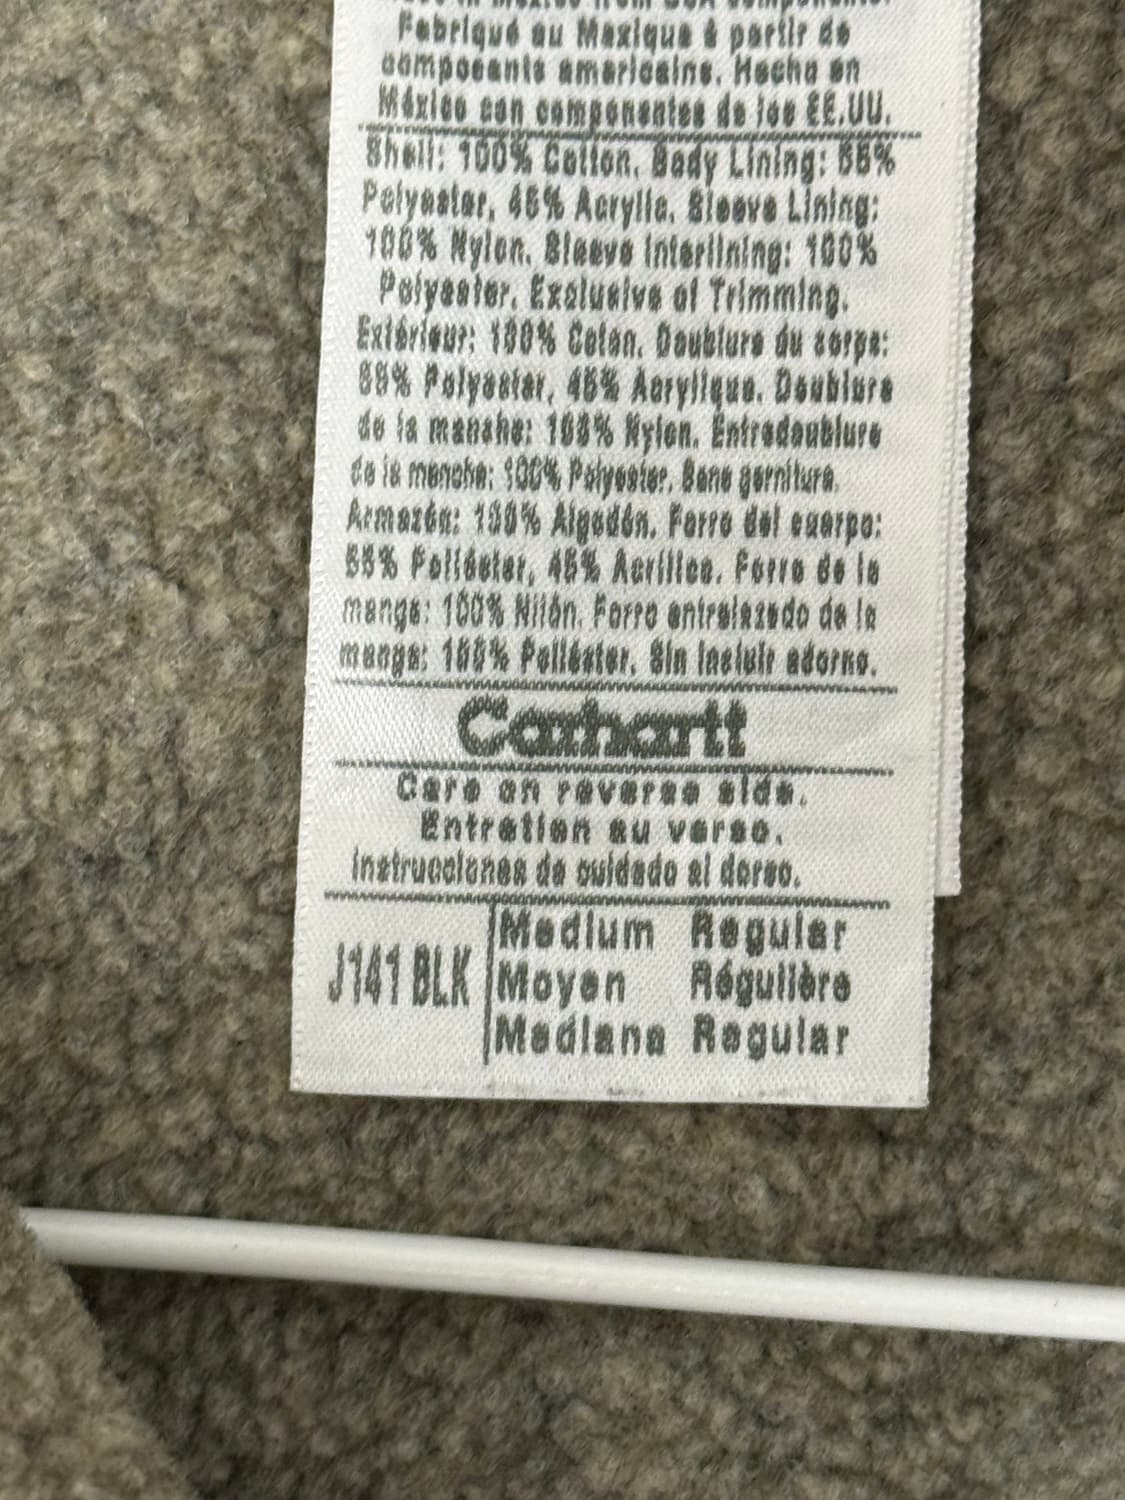 Fabriqué au Mexique à partir de
composants américains. Hecho en
México con componentes de los EE.UU.
Shell: 100% Cotton. Body Lining: 55%
Polyester, 45% Acrylic. Sleeve Lining:
100% Nylon. Sleeve Interlining: 100%
Polyester. Exclusive of Trimming.
Extérieur: 100% Coton. Doublure du corps:
55% Polyester, 45% Acrylique. Doublure
de la manche: 100% Nylon. Entredoublure
de la manche: 100% Polyester. Sans garniture.
Armazón: 100% Algodón. Forro del cuerpo:
55% Poliéster, 45% Acrílico. Forro de la
manga: 100% Nilón. Forro entrelazado de la
manga: 100% Poliéster. Sin incluir adorno.
Carhartt
Care on reverse side.
Entretien au verso.
Instrucciones de cuidado al dorso.
J141 BLK
Medium Regular
Moyen Régulière
Mediana Regular